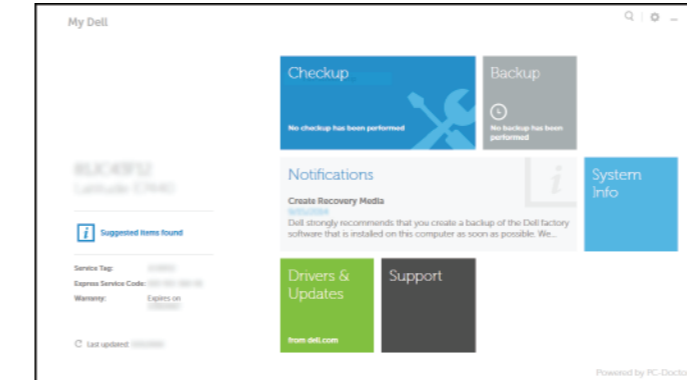 My Dell
Checkup
No checkup has been performed
Backup
No backup has been
performed
Notifications
Create Recovery Media
Dell strongly recommends that you create a backup of the Dell factory
software that is installed on this computer as soon as possible. We...
System
Info
Suggested items found
Service Tag:
Express Service Code:
Warranty: Expires on
Last updated:
Drivers &
Updates
from dell.com
Support
Powered by PC-Docto